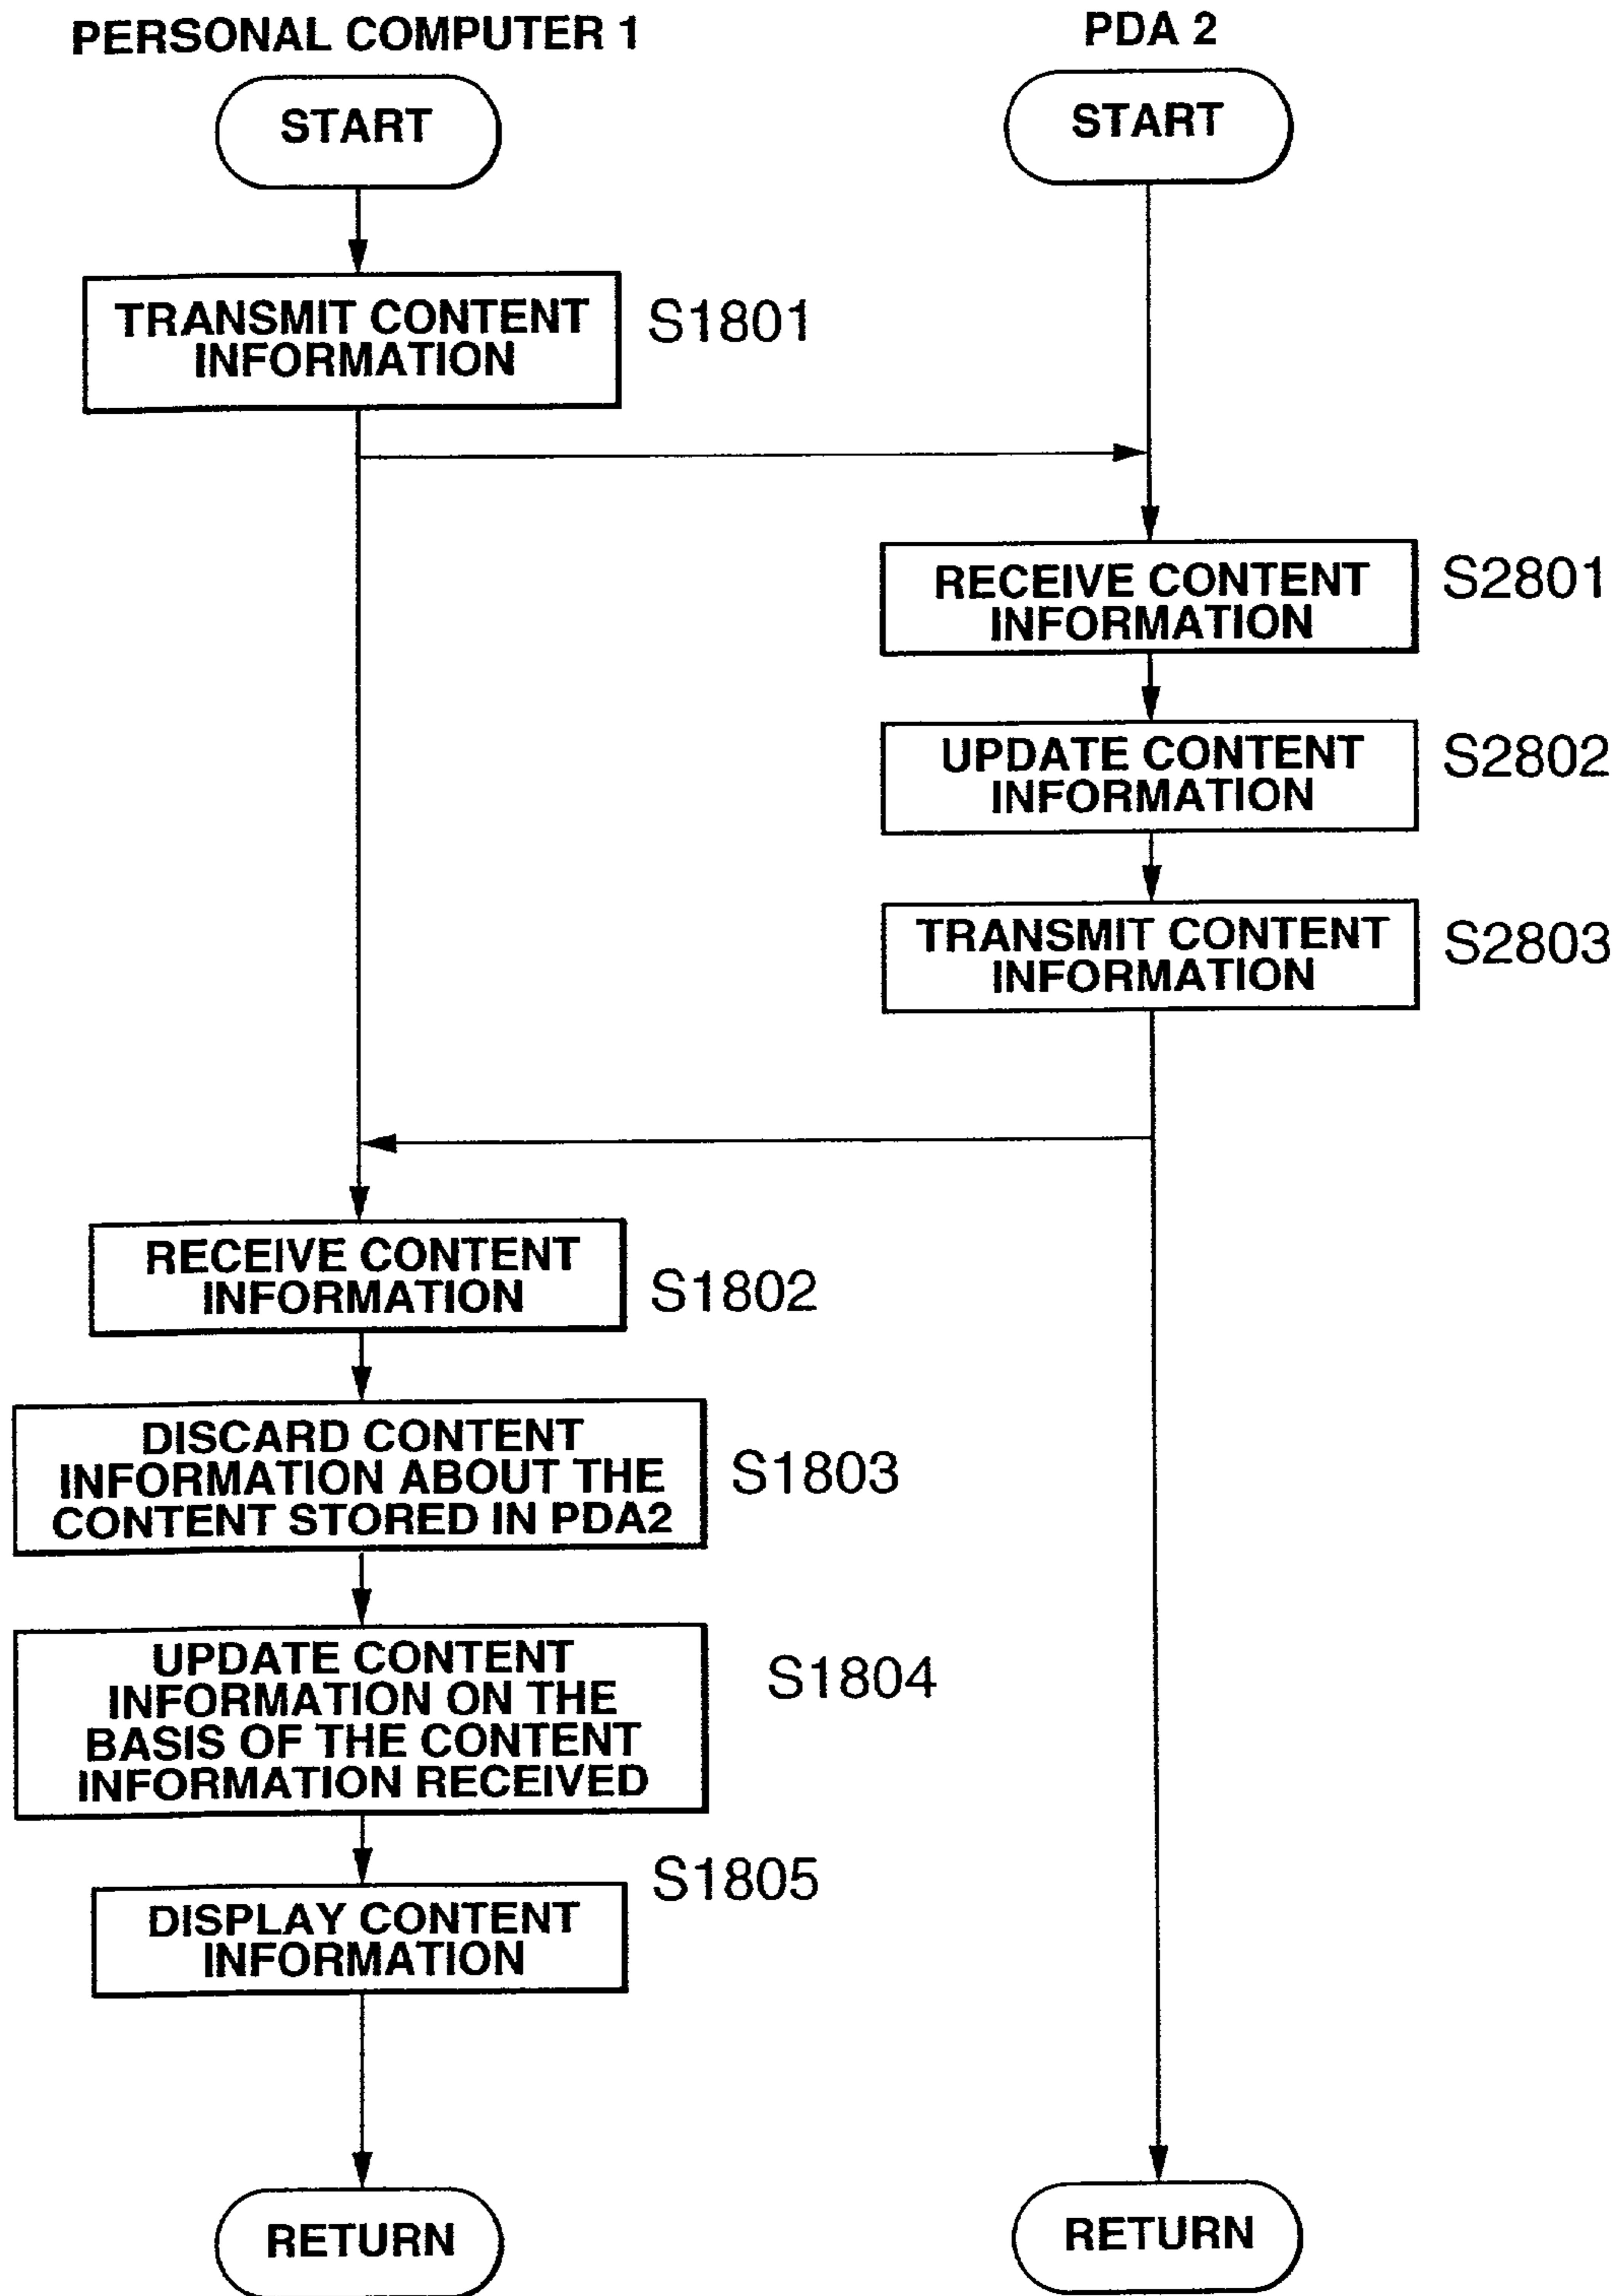 PERSONAL COMPUTER 1
PDA 2
START
START
TRANSMIT CONTENT
INFORMATION
S1801
RECEIVE CONTENT
INFORMATION
S2801
UPDATE CONTENT
INFORMATION
S2802
TRANSMIT CONTENT
INFORMATION
S2803
RECEIVE CONTENT
INFORMATION
S1802
DISCARD CONTENT
INFORMATION ABOUT THE
CONTENT STORED IN PDA2
S1803
UPDATE CONTENT
INFORMATION ON THE
BASIS OF THE CONTENT
INFORMATION RECEIVED
S1804
S1805
DISPLAY CONTENT
INFORMATION
RETURN
RETURN